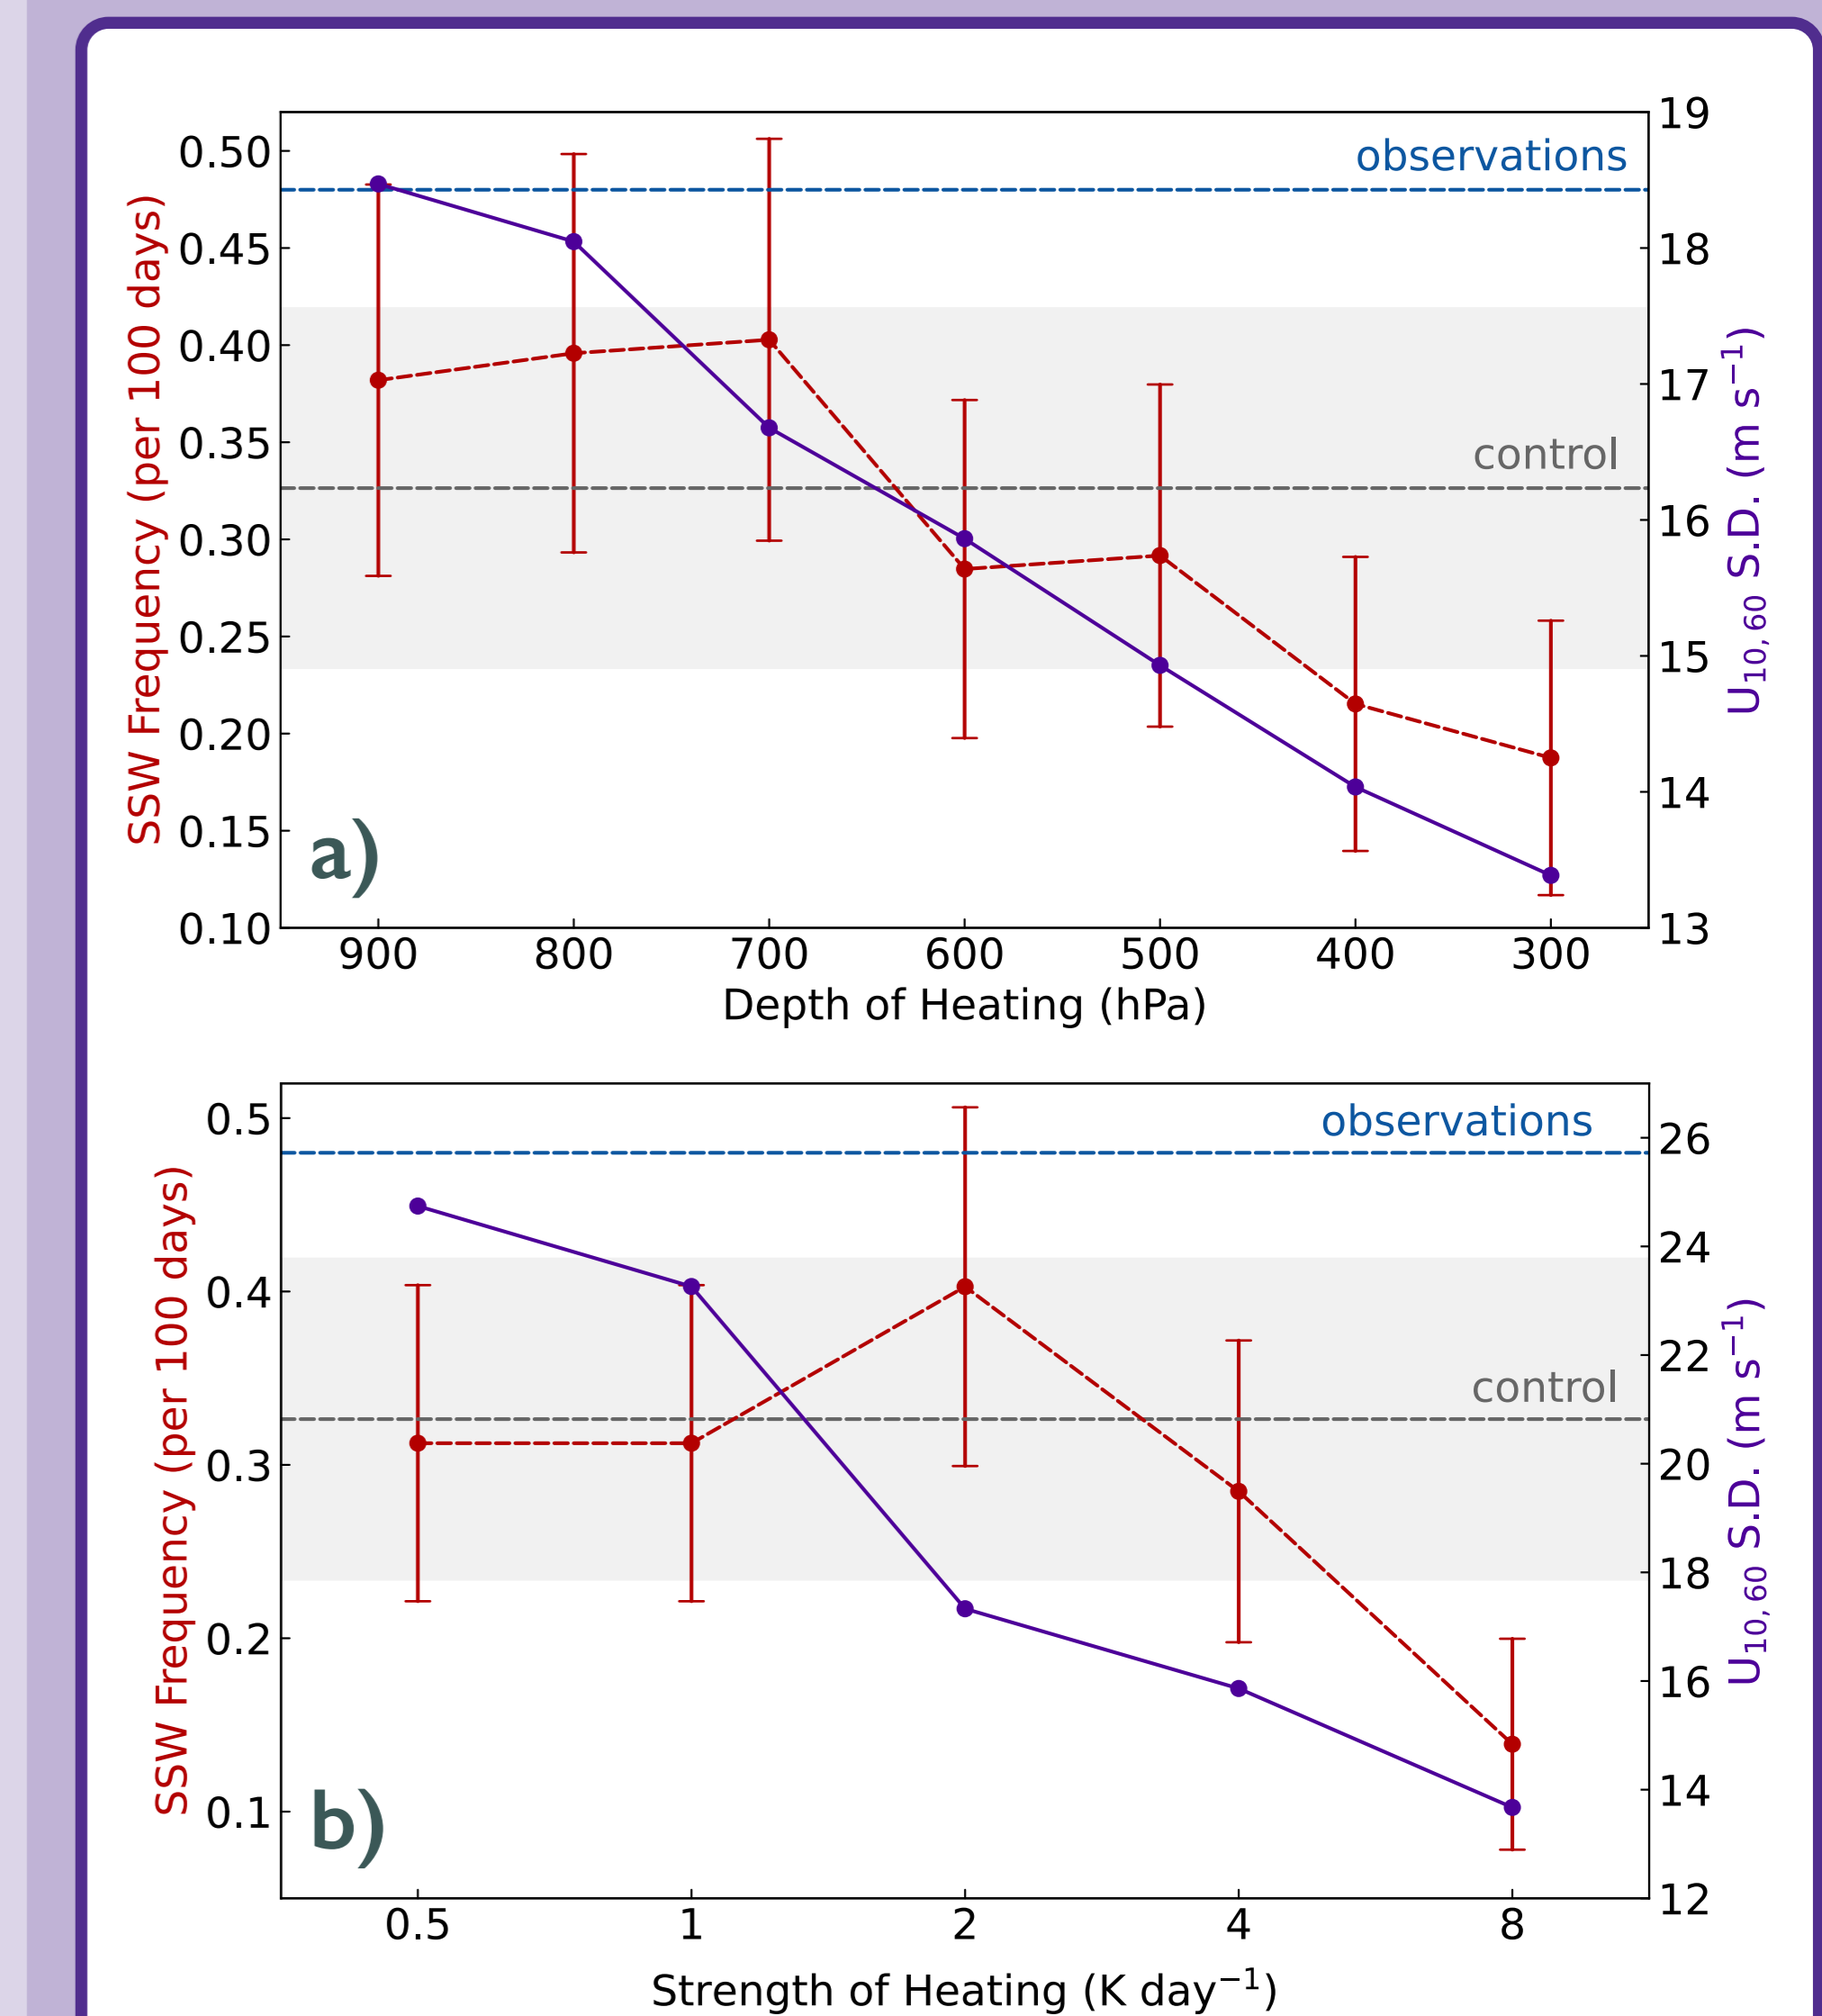 observations
control
SSW Frequency (per 100 days)
0.50
0.45
0.40
0.35
0.30
0.25
0.20
0.15
0.10
19
18
17
16
15
14
13
U10,60 S.D. (m s−1)
a)
900 800 700 600 500 400 300
Depth of Heating (hPa)
observations
control
SSW Frequency (per 100 days)
0.5
0.4
0.3
0.2
0.1
26
24
22
20
18
16
14
12
U10,60 S.D. (m s−1)
b)
0.5 1 2 4 8
Strength of Heating (K day−1)